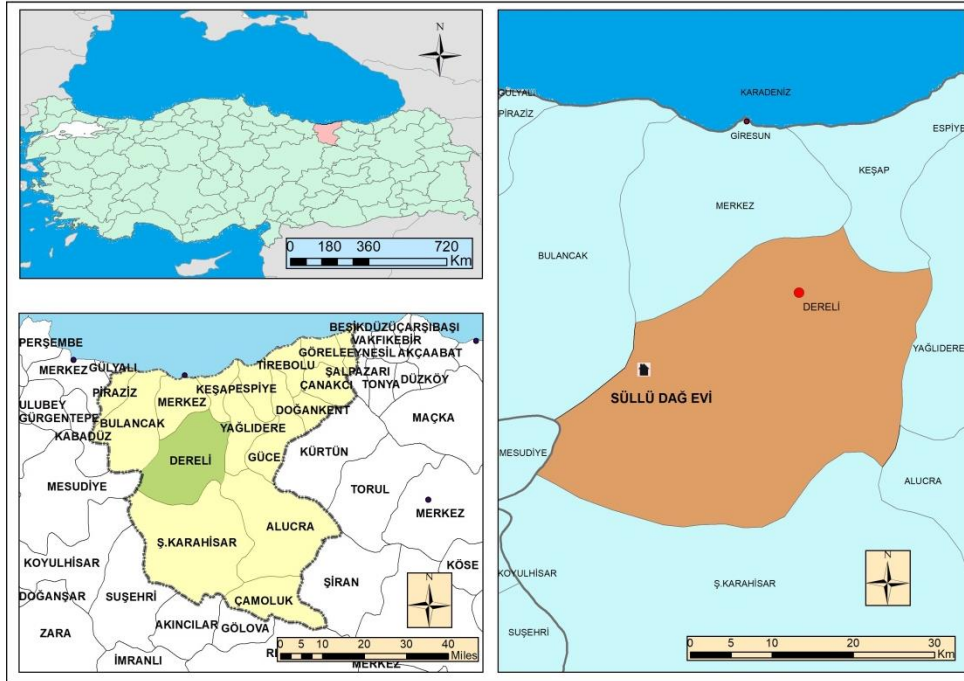 N
0 180 360 720
Km
PERŞEMBE
BEŞİKDÜZÜ ÇARŞIBAŞI
VAKFIKEBİR
MERKEZ
GÜLYALI
GÖRELE EYNESİL AKÇAABAT
TİREBOLU
ŞALPAZARI
PİRAZİZ
KEŞAP ESPİYE
ÇANAKCI
TONYA
DÜZKÖY
ULUBEY
MERKEZ
GÜRGENTEPE
BULANCAK
DOĞANKENT
MAÇKA
KABADÜZ
YAĞLIDERE
DERELİ
GÜCE
KÜRTÜN
MESUDİYE
TORUL
MERKEZ
ALUCRA
Ş.KARAHİSAR
KOYULHİSAR
KÖSE
ŞİRAN
DOĞANŞAR
SUŞEHRİ
N
ÇAMOLUK
AKINCILAR
GÖLOVA
ZARA
0 5 10 20 30 40
Miles
İMRANLI
MERKEZ
GÜLYALI
KARADENİZ
PİRAZİZ
GİRESUN
ESPİYE
KEŞAP
MERKEZ
BULANCAK
DERELİ
YAĞLIDERE
SÜLLÜ DAĞ EVİ
MESUDİYE
ALUCRA
KOYULHİSAR
Ş.KARAHİSAR
N
SUŞEHRİ
0 5 10 20 30
Km